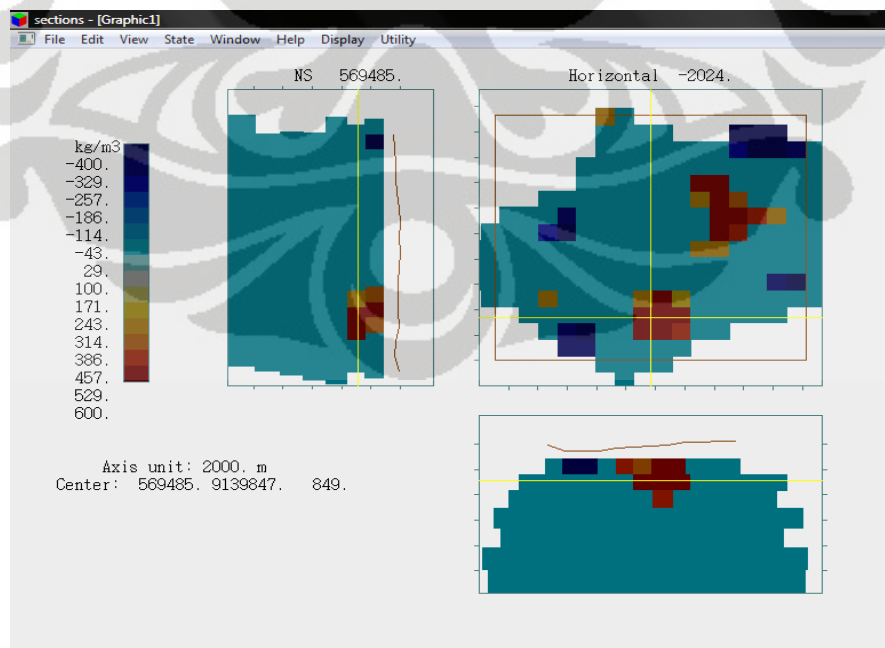 sections - [Graphic1]
File Edit View State Window Help Display Utility
NS 569485.
Horizontal -2024.
kg/m3
-400.
-329.
-257.
-186.
-114.
-43.
29.
100.
171.
243.
314.
386.
457.
529.
600.
Axis unit: 2000. m
Center: 569485. 9139847. 849.